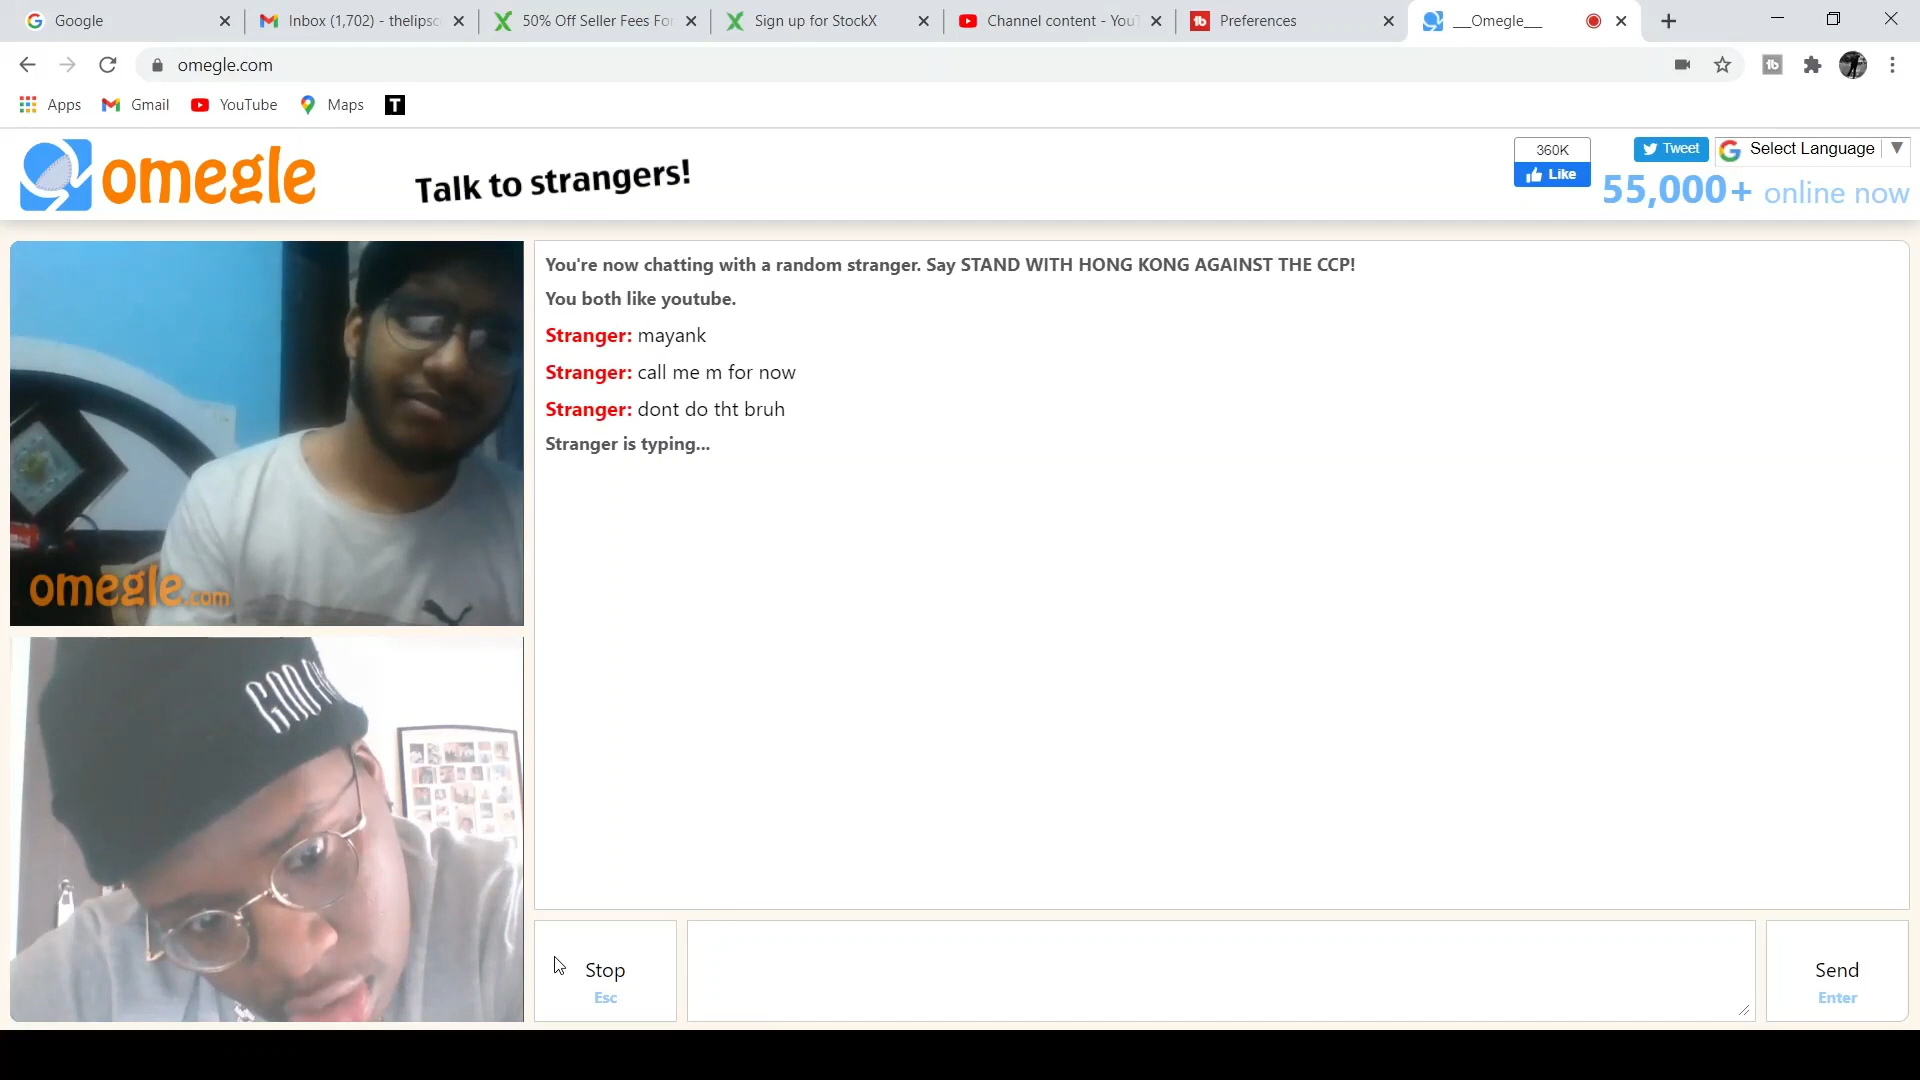 Google
Inbox (1,702) - thelipsc
50% Off Seller Fees For
Sign up for StockX
Channel content - YouT
Preferences
___Omegle___
omegle.com
Apps
Gmail
YouTube
Maps
T
omegle
Talk to strangers!
360K
Like
Tweet
Select Language
55,000+ online now
You're now chatting with a random stranger. Say STAND WITH HONG KONG AGAINST THE CCP!
You both like youtube.
Stranger: mayank
Stranger: call me m for now
Stranger: dont do tht bruh
Stranger is typing...
omegle.com
Stop
Esc
Send
Enter